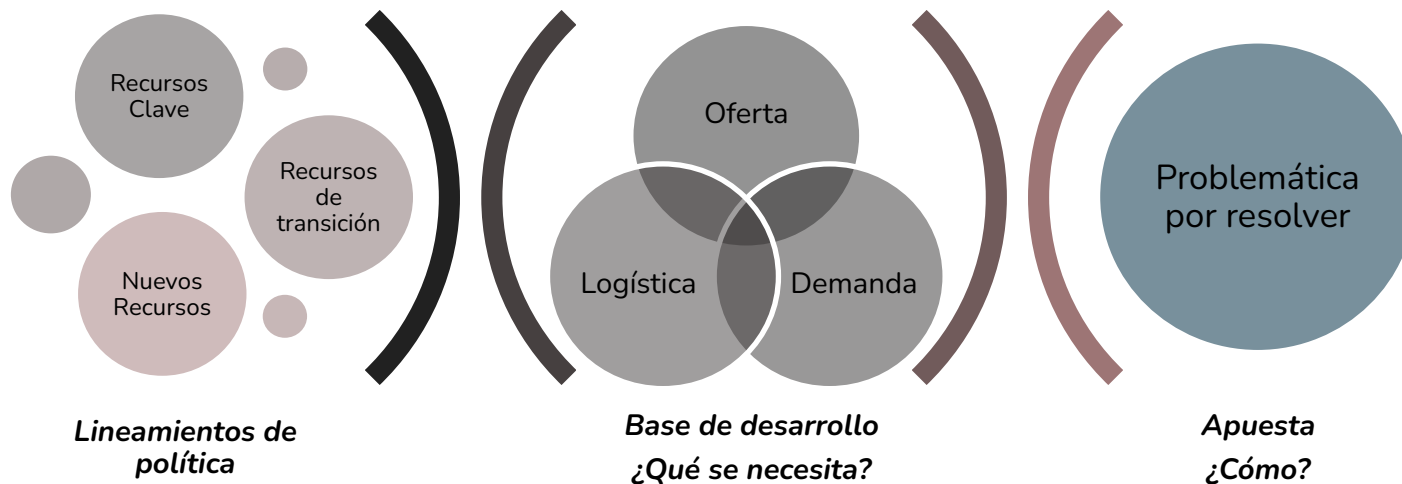 Recursos
Clave
Recursos
de
transición
Nuevos
Recursos
Lineamientos de
política
Oferta
Logística
Demanda
Base de desarrollo
¿Qué se necesita?
Problemática
por resolver
Apuesta
¿Cómo?